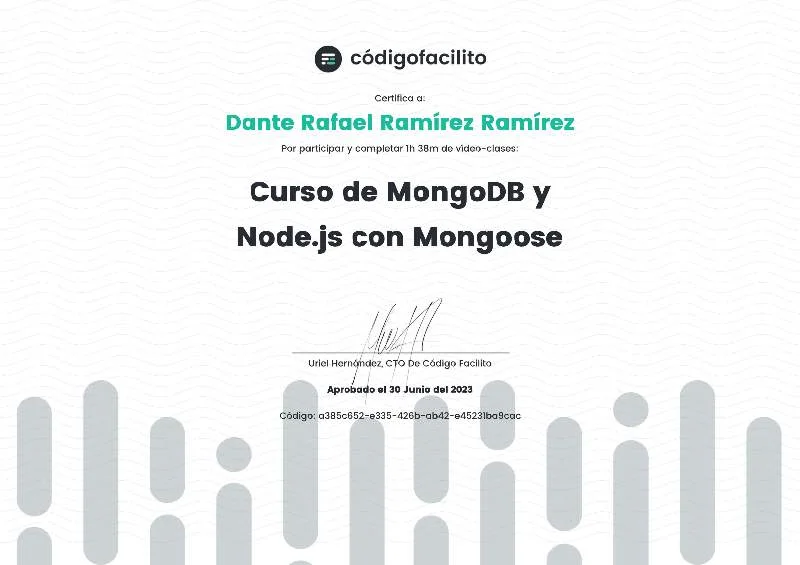 códigofacilito
Certifica a:
Dante Rafael Ramírez Ramírez
Por participar y completar 1h 38m de video-clases:
Curso de MongoDB y
Node.js con Mongoose
Uriel Hernández, CTO De Código Facilito
Aprobado el 30 Junio del 2023
Código: a385c652-e335-426b-ab42-e45231ba9cac